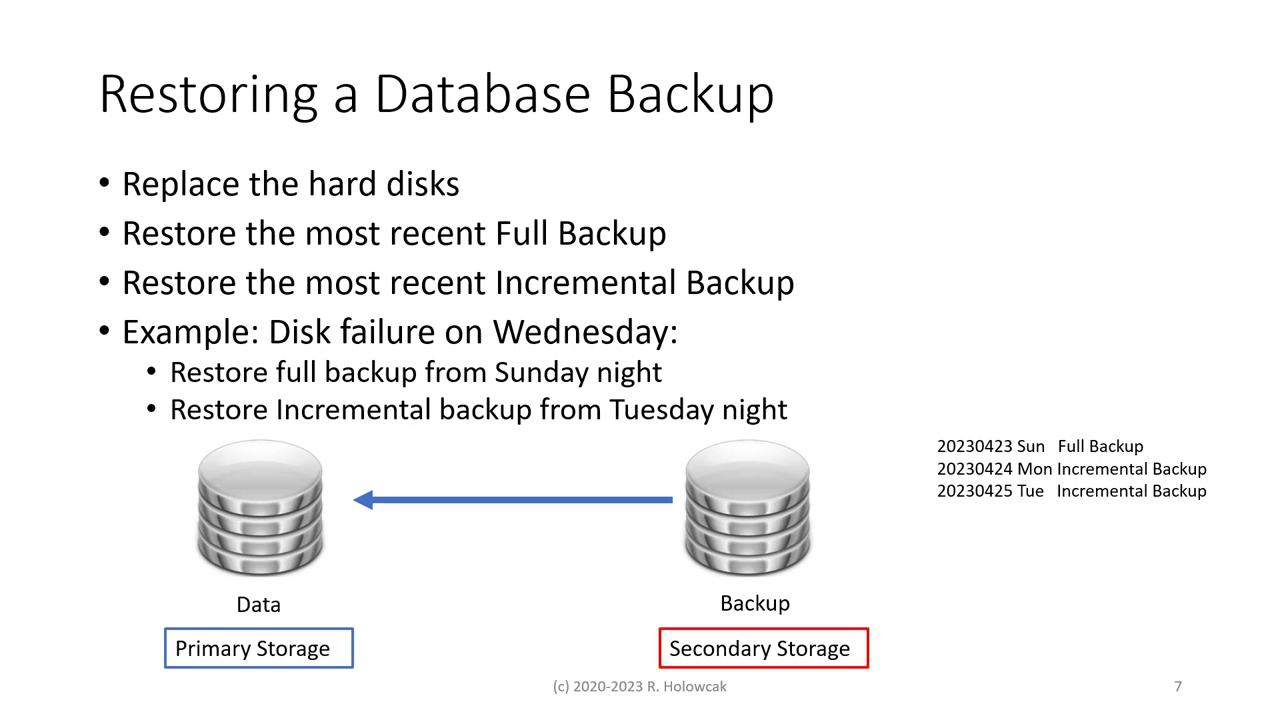 Restoring a Database Backup
• Replace the hard disks
• Restore the most recent Full Backup
• Restore the most recent Incremental Backup
• Example: Disk failure on Wednesday:
• Restore full backup from Sunday night
• Restore Incremental backup from Tuesday night
20230423 Sun Full Backup
20230424 Mon Incremental Backup
20230425 Tue Incremental Backup
Data
Backup
Primary Storage
Secondary Storage
(c) 2020-2023 R. Holowcak
7